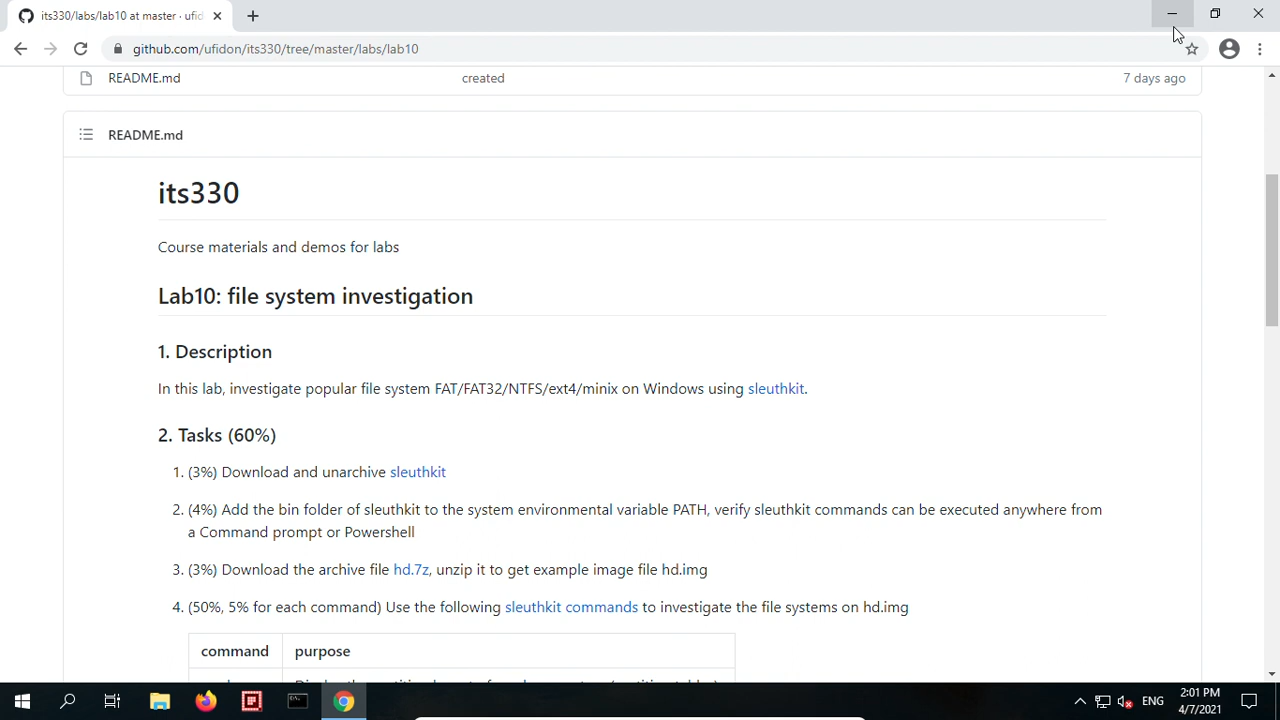 its330/labs/lab10 at master · ufid
github.com/ufidon/its330/tree/master/labs/lab10
README.md created 7 days ago
README.md
its330
Course materials and demos for labs
Lab10: file system investigation
1. Description
In this lab, investigate popular file system FAT/FAT32/NTFS/ext4/minix on Windows using sleuthkit.
2. Tasks (60%)
1. (3%) Download and unarchive sleuthkit
2. (4%) Add the bin folder of sleuthkit to the system environmental variable PATH, verify sleuthkit commands can be executed anywhere from
a Command prompt or Powershell
3. (3%) Download the archive file hd.7z, unzip it to get example image file hd.img
4. (50%, 5% for each command) Use the following sleuthkit commands to investigate the file systems on hd.img
command purpose
ENG
2:01 PM
4/7/2021